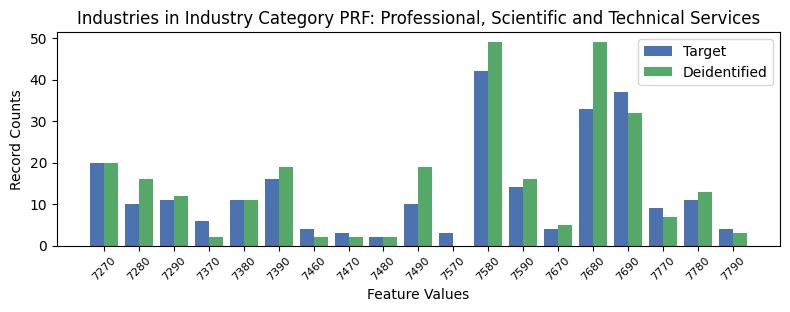 Industries in Industry Category PRF: Professional, Scientific and Technical Services
Record Counts
50
40
30
20
10
0
Target
Deidentified
7270 7280 7290 7370 7380 7390 7460 7470 7480 7490 7570 7580 7590 7670 7680 7690 7770 7780 7790
Feature Values